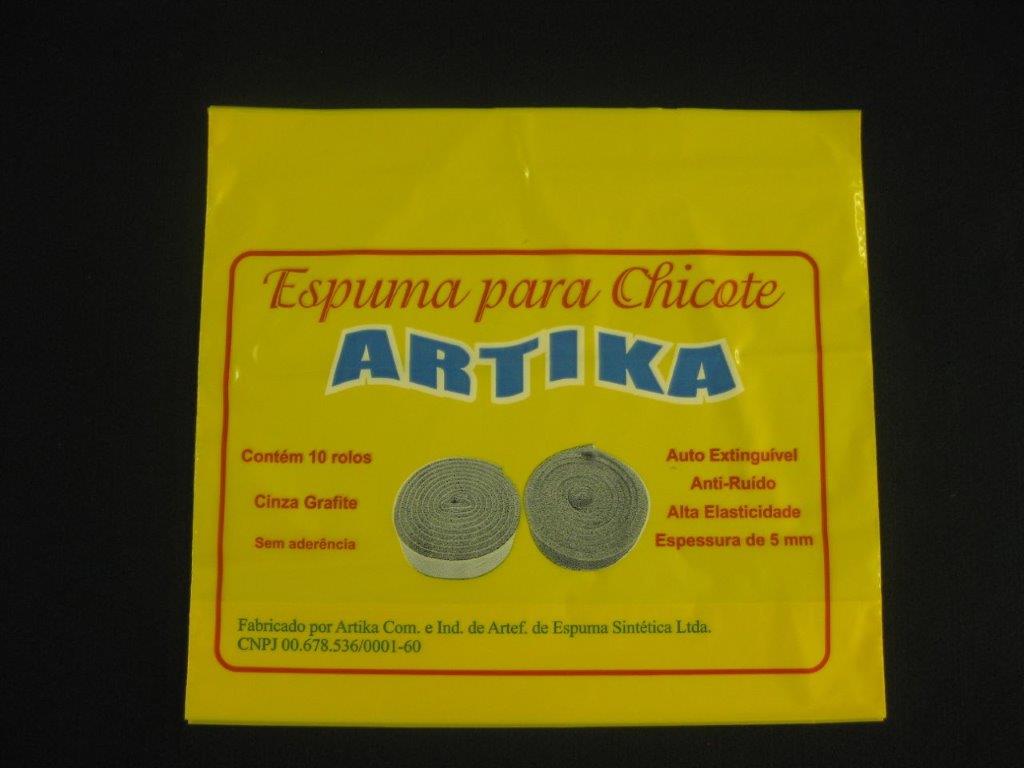 Espuma para Chicote
ARTIKA
Contém 10 rolos
Cinza Grafite
Sem aderência
Auto Extinguível
Anti-Ruído
Alta Elasticidade
Espessura de 5 mm
Fabricado por Artika Com. e Ind. de Artef. de Espuma Sintética Ltda.
CNPJ 00.678.536/0001-60